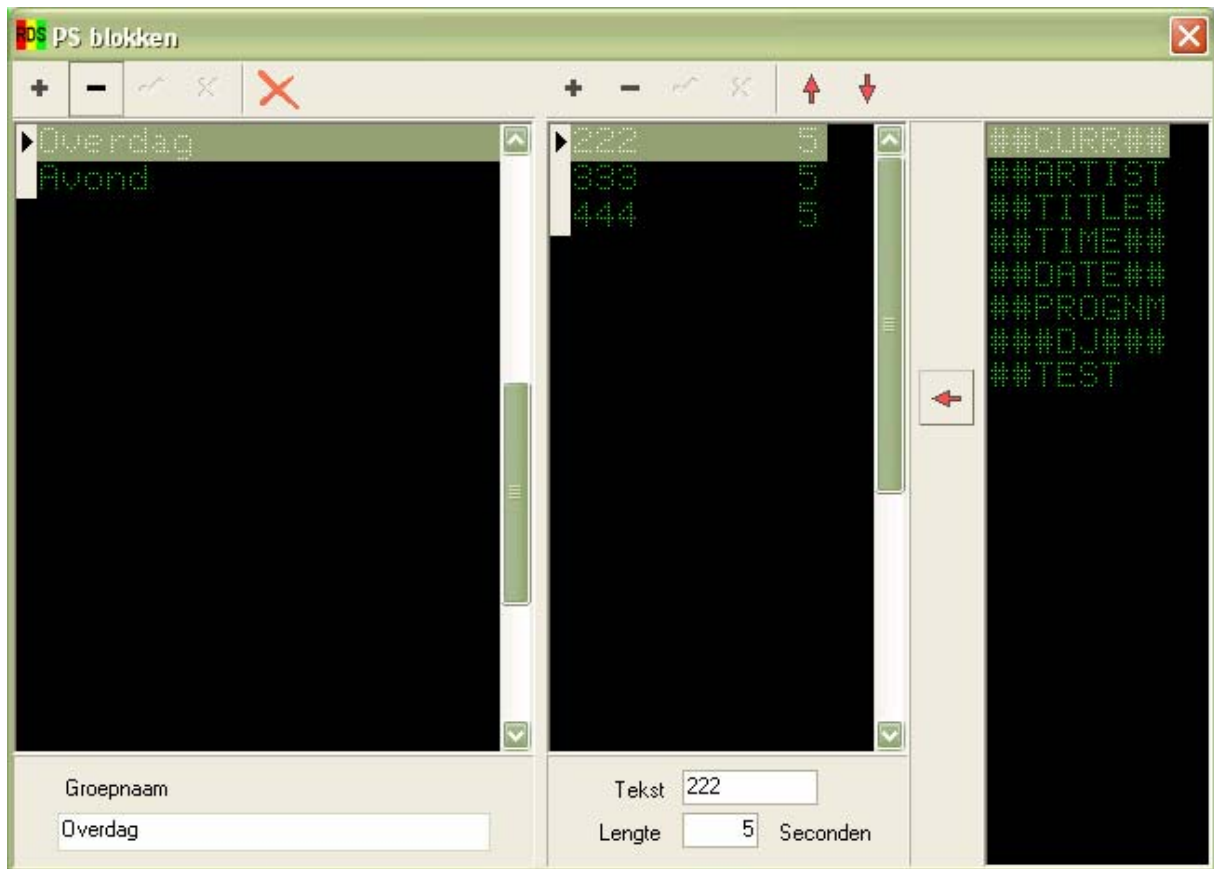 RDS PS blokken
Overdag
Avond
222 5
333 5
444 5
##CURR##
##ARTIST
##TITLE#
##TIME##
##DATE##
##PROGNM
###DJ###
##TEST
Groepnaam
Overdag
Tekst 222
Lengte 5 Seconden